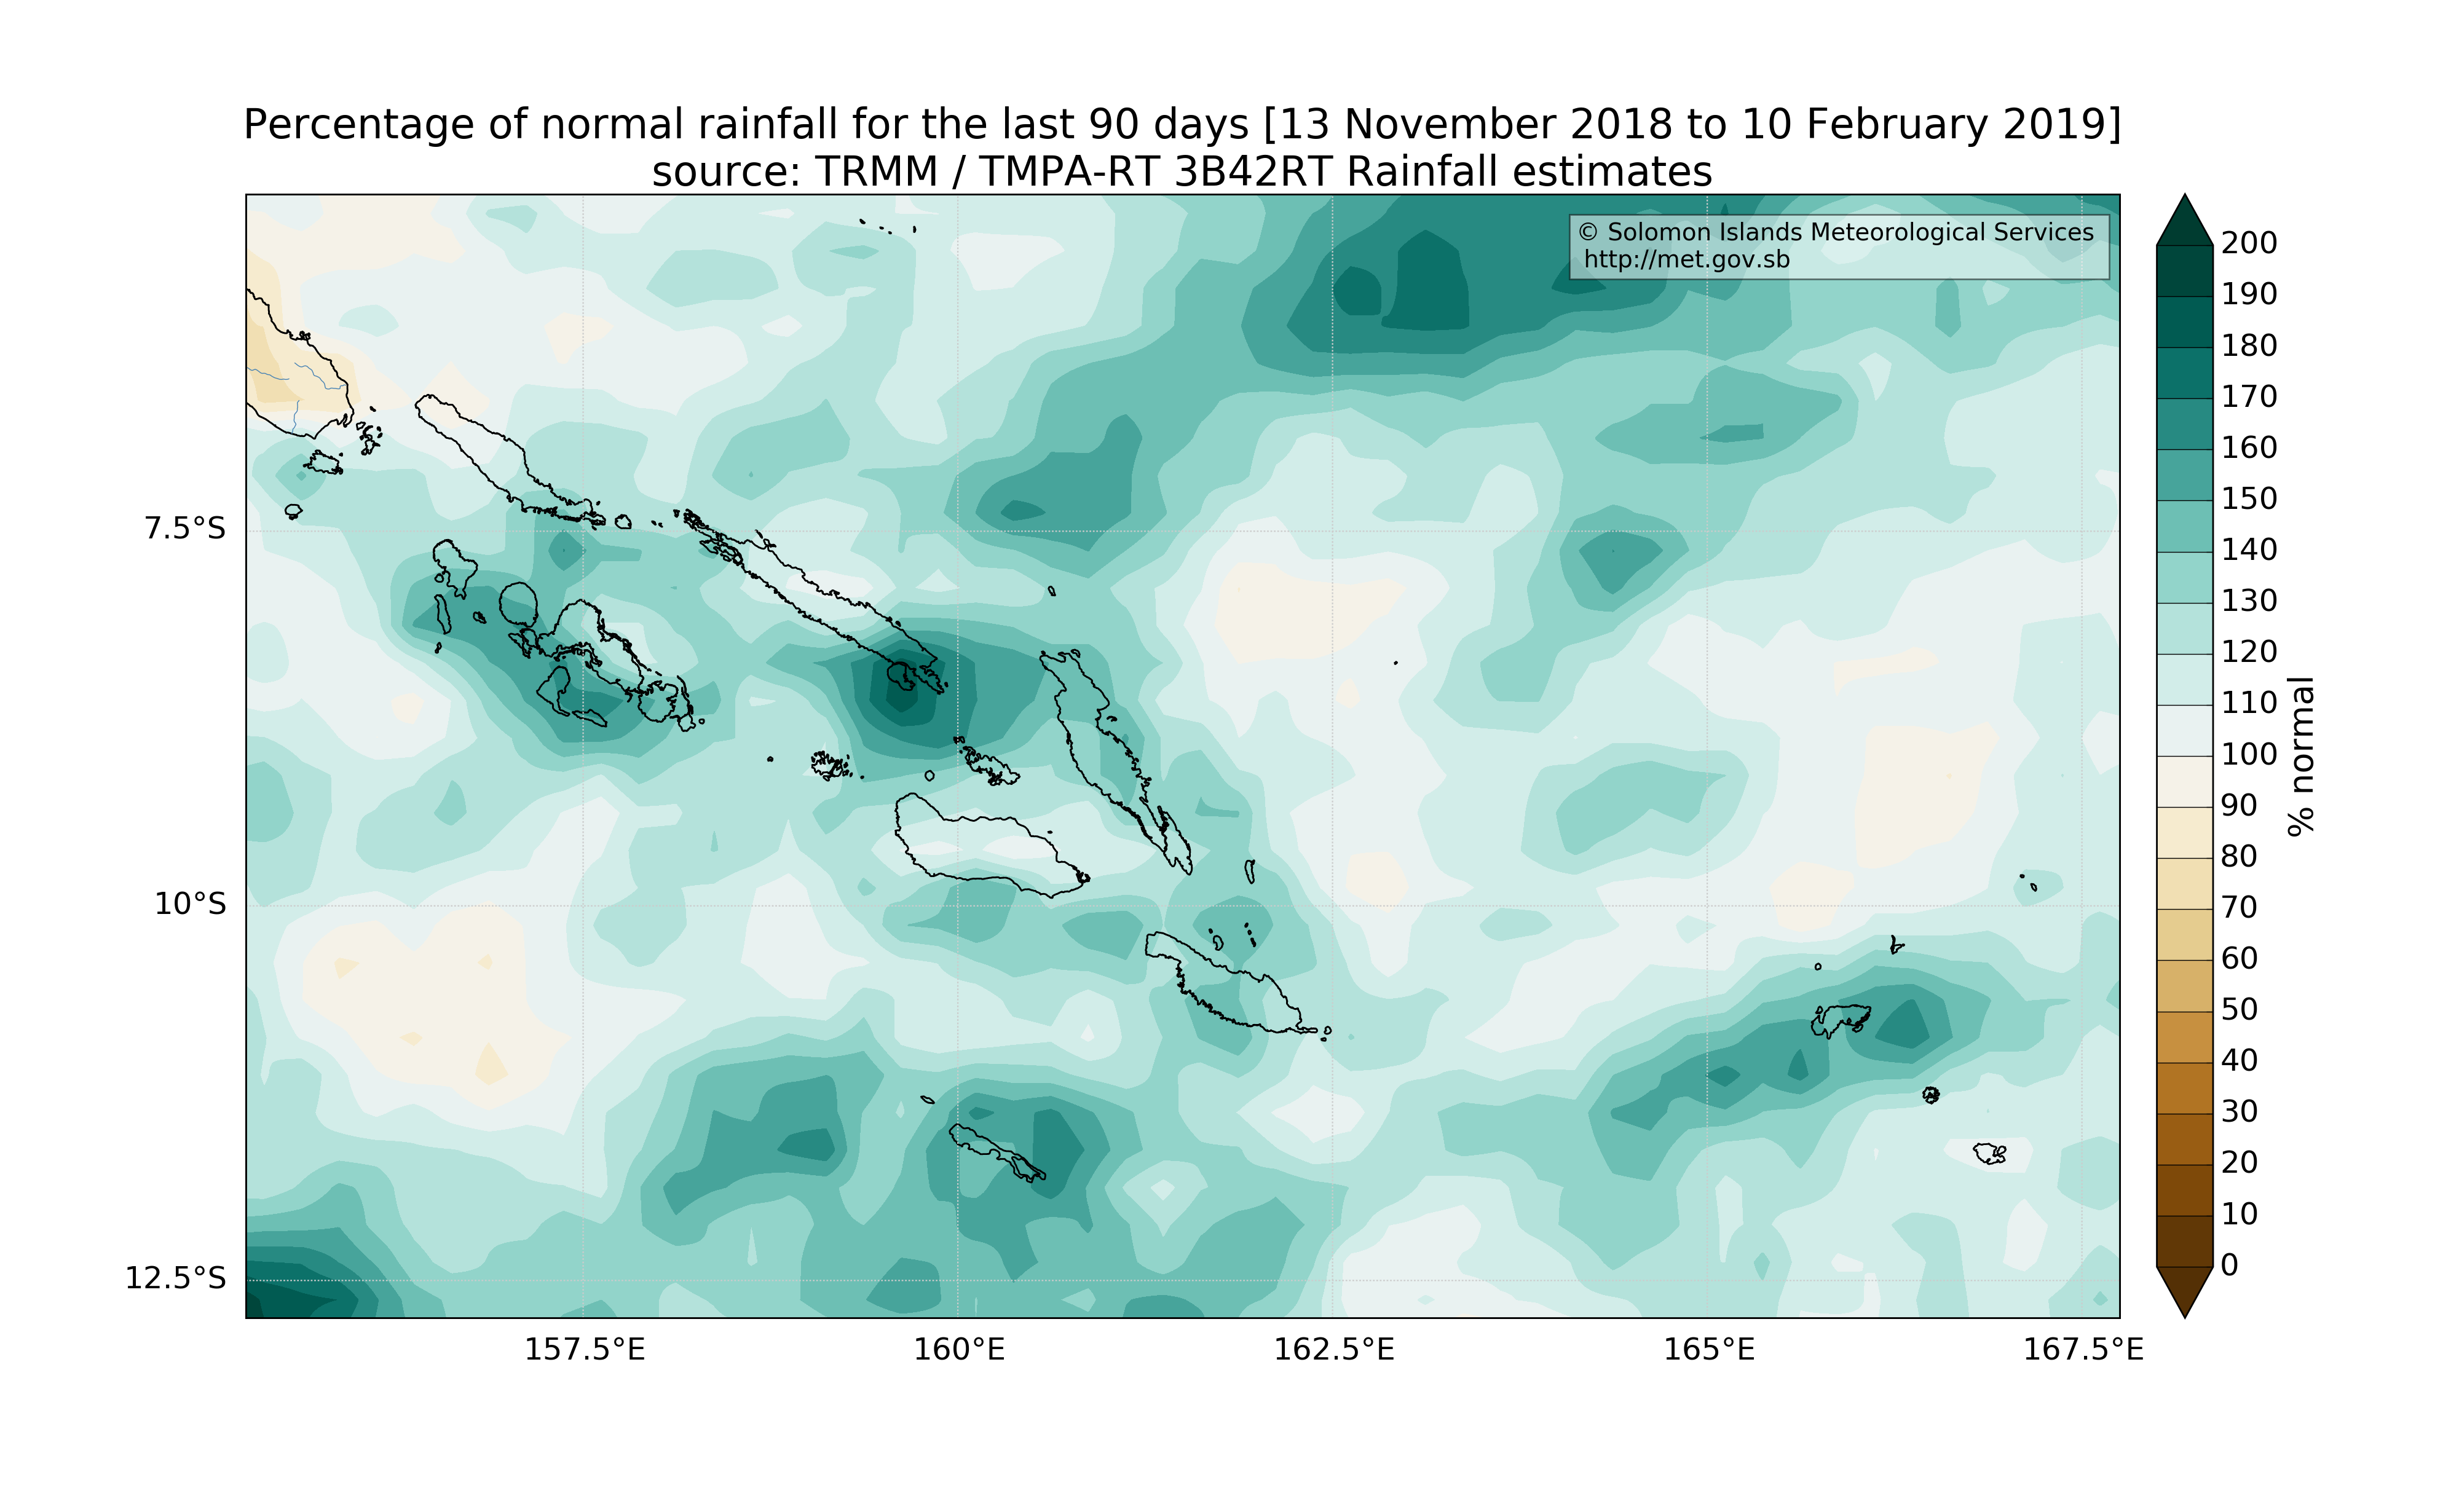 Percentage of normal rainfall for the last 90 days [13 November 2018 to 10 February 2019]
source: TRMM / TMPA-RT 3B42RT Rainfall estimates
© Solomon Islands Meteorological Services
http://met.gov.sb
7.5°S
10°S
12.5°S
157.5°E
160°E
162.5°E
165°E
167.5°E
200
190
180
170
160
150
140
130
120
110
100
90
80
70
60
50
40
30
20
10
0
% normal